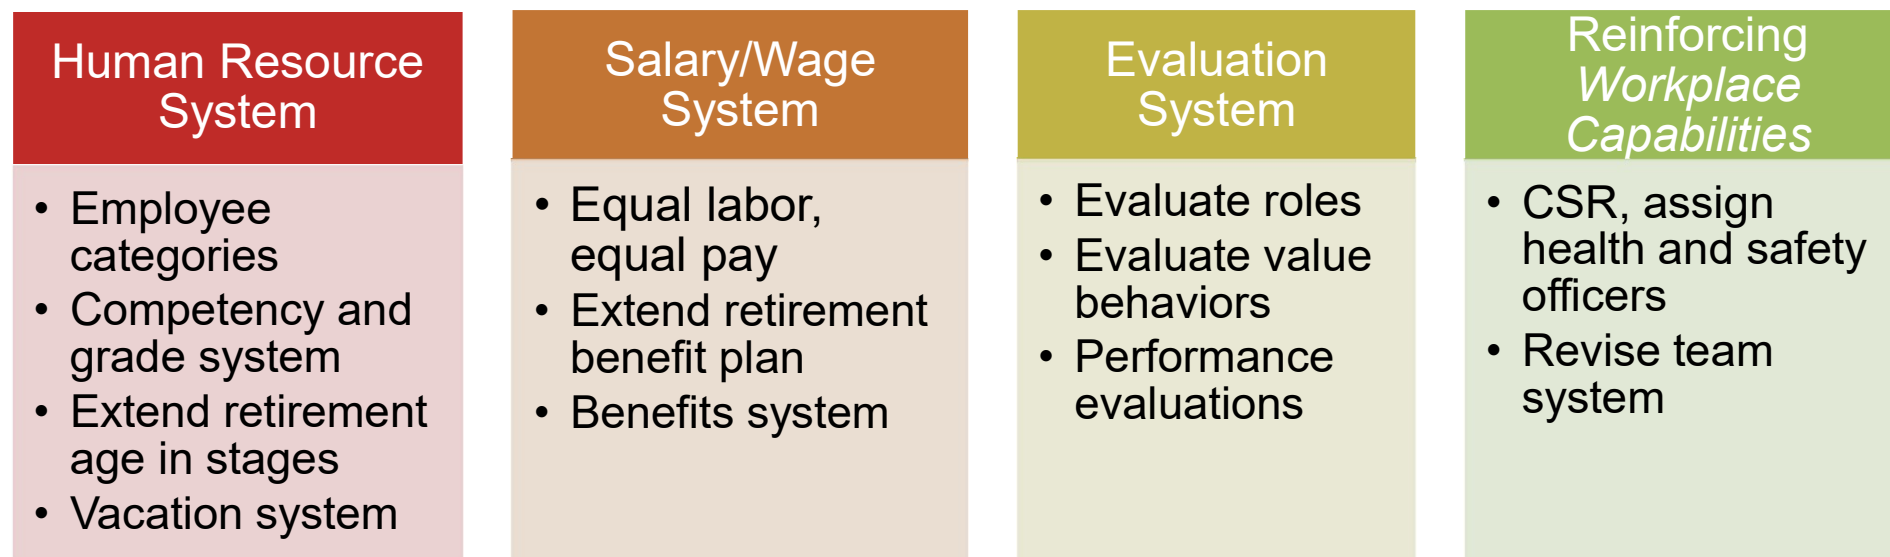 Human Resource
System
• Employee
categories
• Competency and
grade system
• Extend retirement
age in stages
• Vacation system
Salary/Wage
System
• Equal labor,
equal pay
• Extend retirement
benefit plan
• Benefits system
Evaluation
System
• Evaluate roles
• Evaluate value
behaviors
• Performance
evaluations
Reinforcing
Workplace
Capabilities
• CSR, assign
health and safety
officers
• Revise team
system